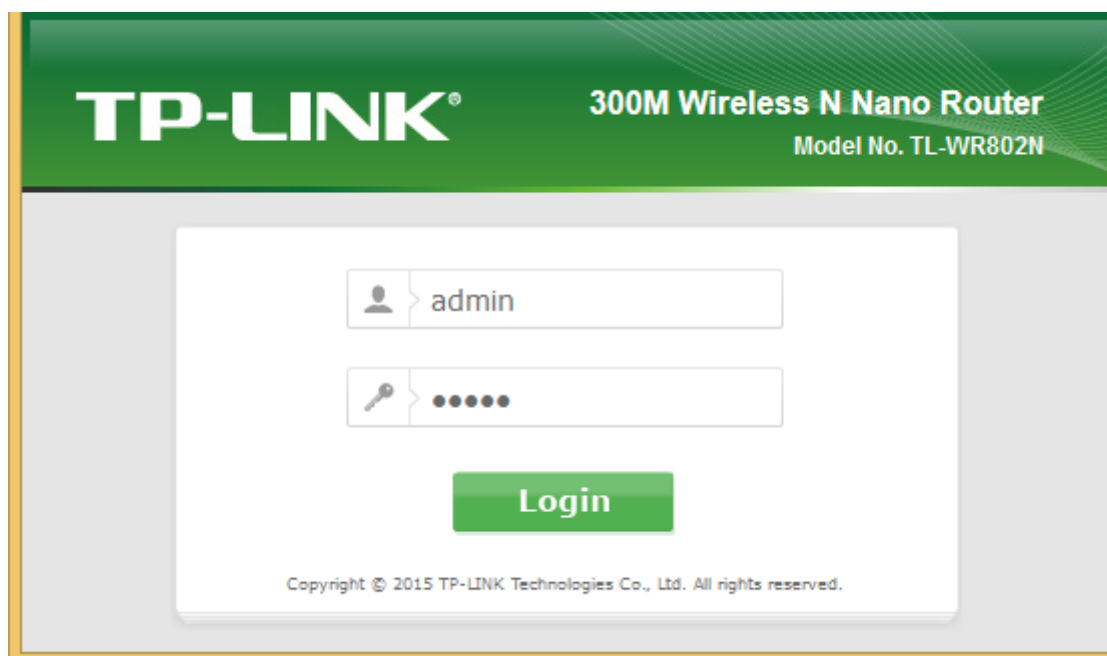 TP-LINK®
300M Wireless N Nano Router
Model No. TL-WR802N
admin
●●●●●
Login
Copyright © 2015 TP-LINK Technologies Co., Ltd. All rights reserved.